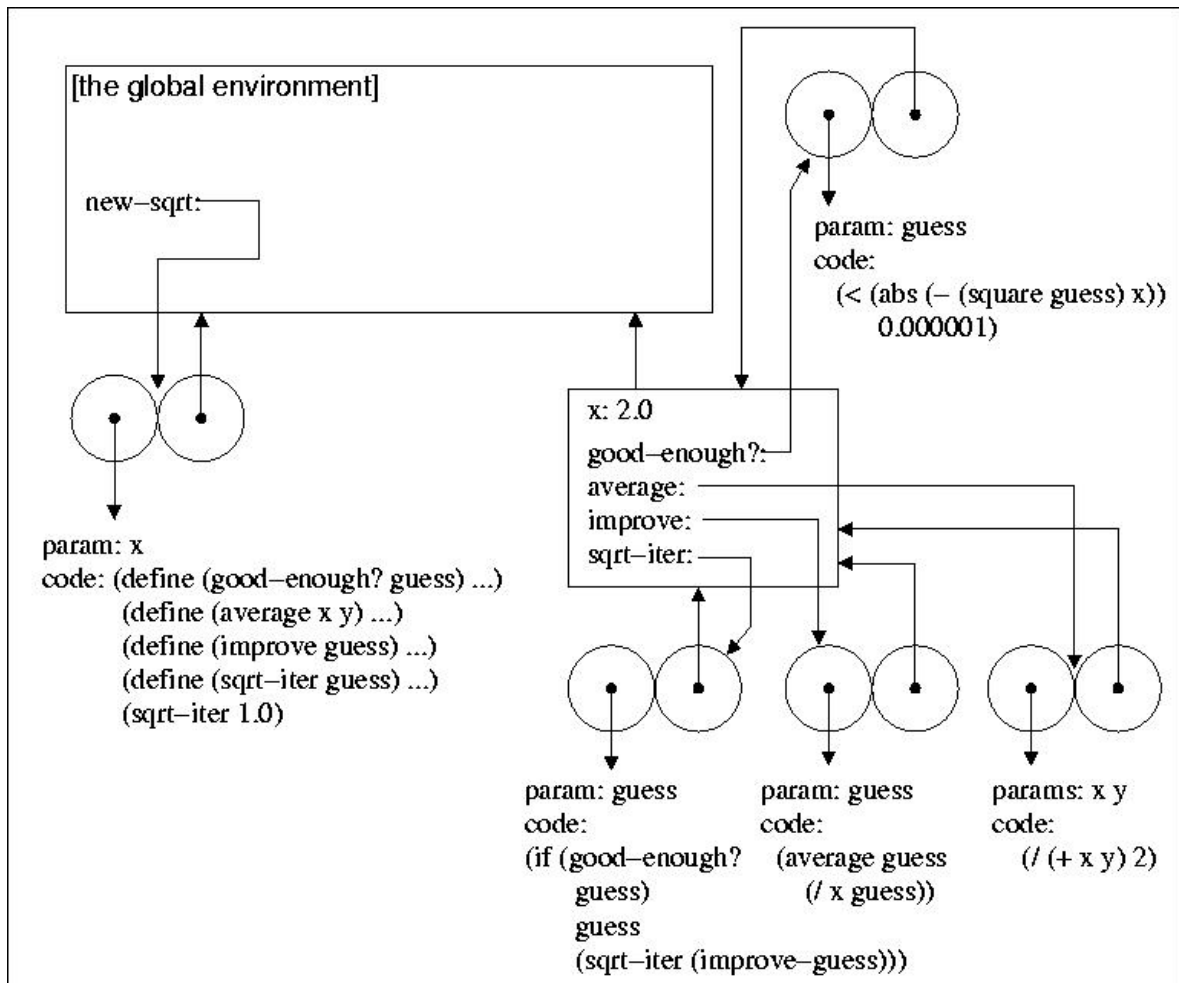 [the global environment]
new–sqrt:
param: x
code: (define (good–enough? guess) ...)
(define (average x y) ...)
(define (improve guess) ...)
(define (sqrt–iter guess) ...)
(sqrt–iter 1.0)
param: guess
code:
(< (abs (– (square guess) x))
0.000001)
x: 2.0
good–enough?:
average:
improve:
sqrt–iter:
param: guess
code:
(if (good–enough?
guess)
guess
(sqrt–iter (improve–guess)))
param: guess
code:
(average guess
(/ x guess))
params: x y
code:
(/ (+ x y) 2)